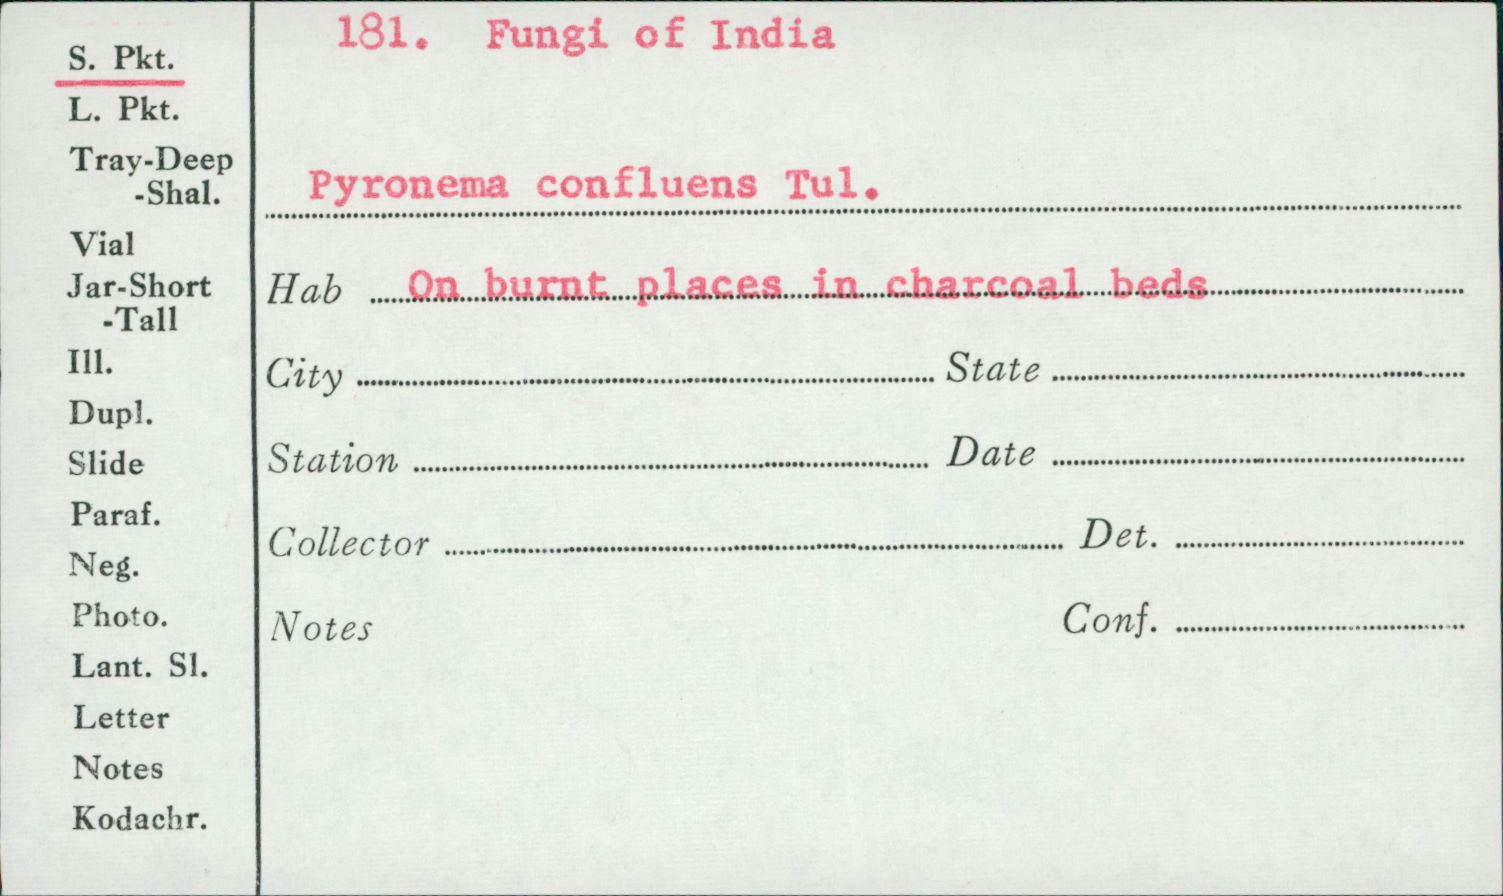 181. Fungi of India
Pyronema confluens Tul.
Hab On burnt places in charcoal beds
City State
Station Date
Collector Det.
Notes Conf.
S. Pkt.
L. Pkt.
Tray-Deep
-Shal.
Vial
Jar-Short
-Tall
Ill.
Dupl.
Slide
Paraf.
Neg.
Photo.
Lant. Sl.
Letter
Notes
Kodachr.